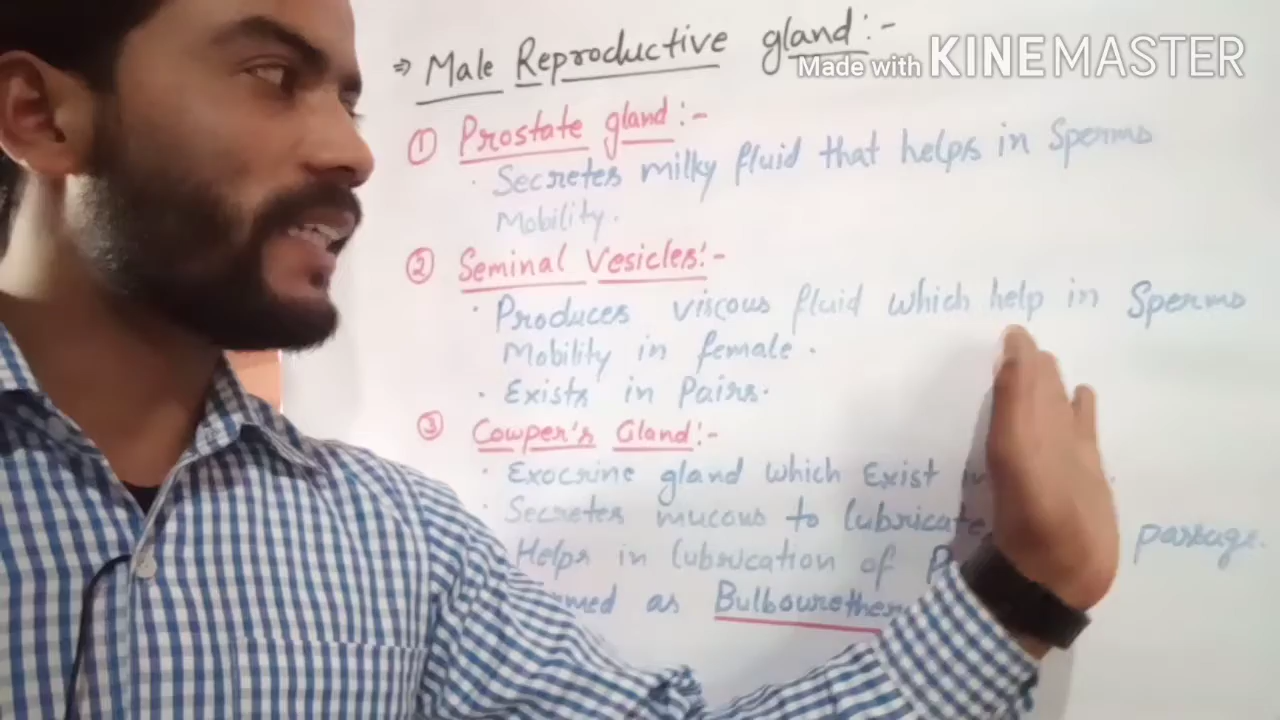 ⇒ Male Reproductive gland :-
Made with KINEMASTER
① Prostate gland :-
· Secretes milky fluid that helps in Sperms
Mobility.
② Seminal Vesicles :-
· Produces viscous fluid which help in Sperms
Mobility in female.
· Exists in Pairs.
③ Cowper's Gland :-
· Exocrine gland which Exist in
· Secretes mucous to lubricate passage.
Helps in lubrication of
as